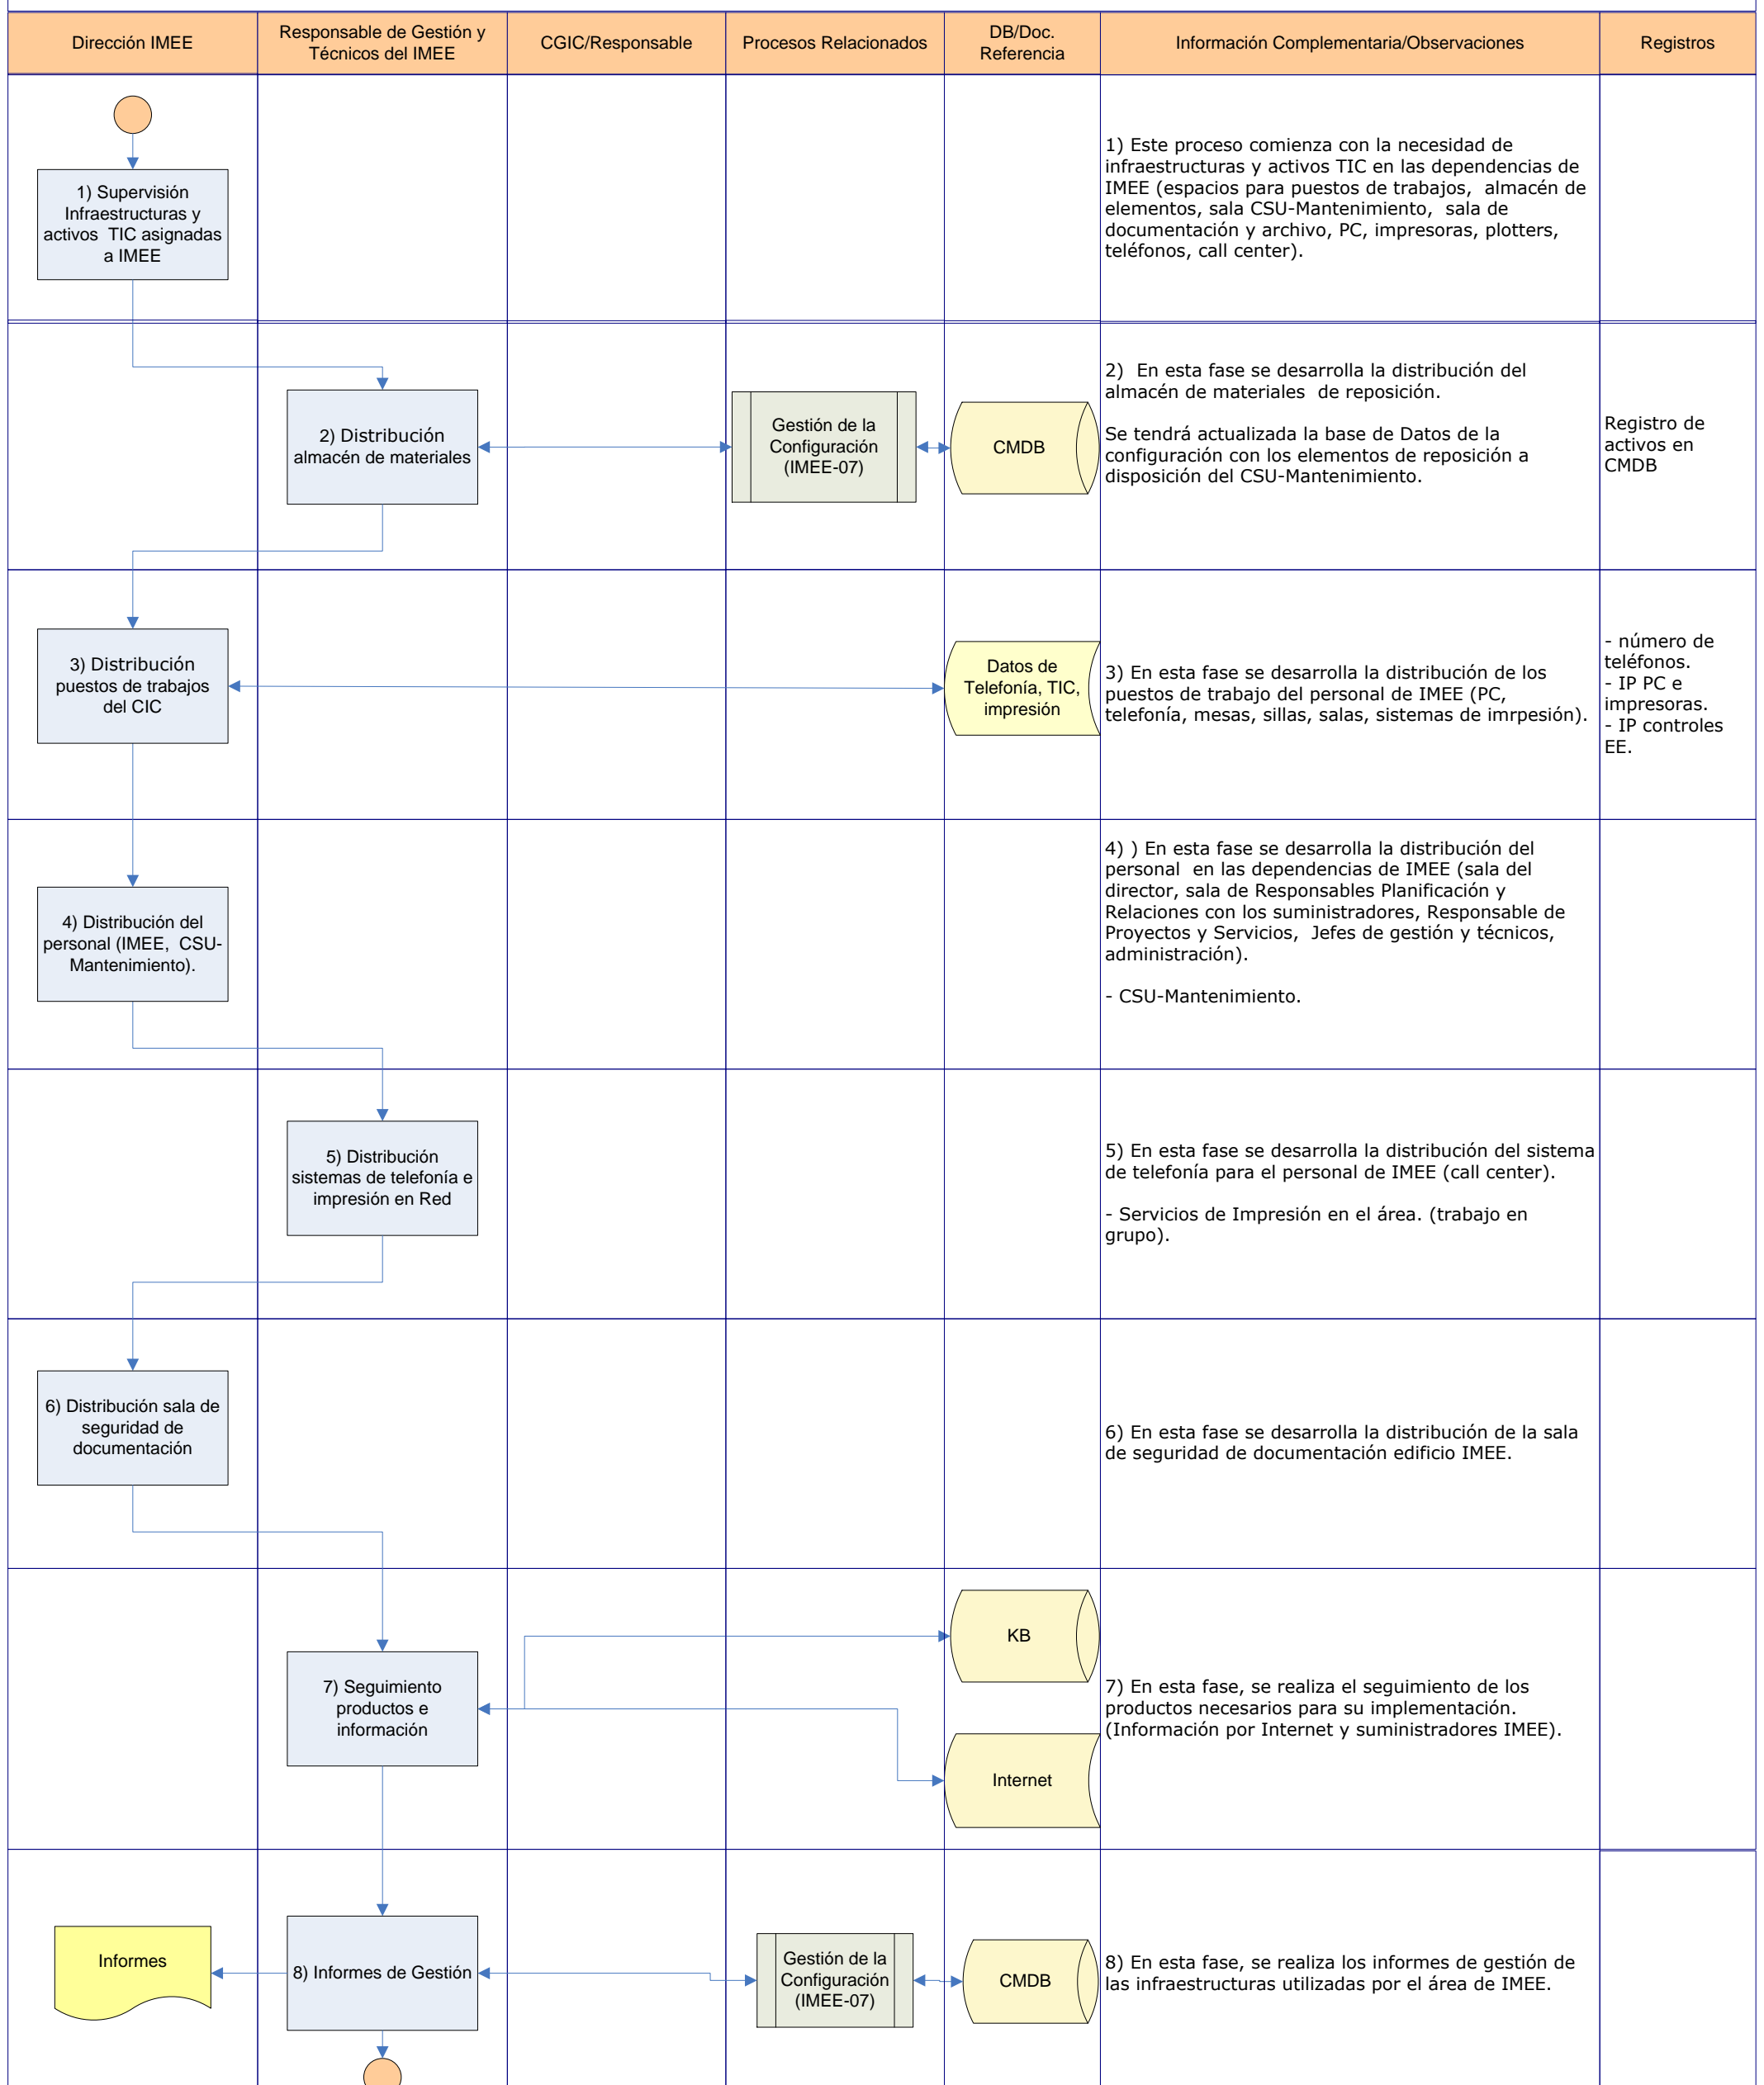 Dirección IMEE
Responsable de Gestión y
Técnicos del IMEE
CGIC/Responsable
Procesos Relacionados
DB/Doc.
Referencia
Información Complementaria/Observaciones
Registros
1) Supervisión
Infraestructuras y
activos TIC asignadas
a IMEE
1) Este proceso comienza con la necesidad de
infraestructuras y activos TIC en las dependencias de
IMEE (espacios para puestos de trabajos, almacén de
elementos, sala CSU-Mantenimiento, sala de
documentación y archivo, PC, impresoras, plotters,
teléfonos, call center).
2) Distribución
almacén de materiales
Gestión de la
Configuración
(IMEE-07)
CMDB
2) En esta fase se desarrolla la distribución del
almacén de materiales de reposición.
Se tendrá actualizada la base de Datos de la
configuración con los elementos de reposición a
disposición del CSU-Mantenimiento.
Registro de
activos en
CMDB
3) Distribución
puestos de trabajos
del CIC
Datos de
Telefonía, TIC,
impresión
3) En esta fase se desarrolla la distribución de los
puestos de trabajo del personal de IMEE (PC,
telefonía, mesas, sillas, salas, sistemas de imrpesión).
- número de
teléfonos.
- IP PC e
impresoras.
- IP controles
EE.
4) Distribución del
personal (IMEE, CSU-
Mantenimiento).
4) ) En esta fase se desarrolla la distribución del
personal en las dependencias de IMEE (sala del
director, sala de Responsables Planificación y
Relaciones con los suministradores, Responsable de
Proyectos y Servicios, Jefes de gestión y técnicos,
administración).
- CSU-Mantenimiento.
5) Distribución
sistemas de telefonía e
impresión en Red
5) En esta fase se desarrolla la distribución del sistema
de telefonía para el personal de IMEE (call center).
- Servicios de Impresión en el área. (trabajo en
grupo).
6) Distribución sala de
seguridad de
documentación
6) En esta fase se desarrolla la distribución de la sala
de seguridad de documentación edificio IMEE.
7) Seguimiento
productos e
información
KB
Internet
7) En esta fase, se realiza el seguimiento de los
productos necesarios para su implementación.
(Información por Internet y suministradores IMEE).
Informes
8) Informes de Gestión
Gestión de la
Configuración
(IMEE-07)
CMDB
8) En esta fase, se realiza los informes de gestión de
las infraestructuras utilizadas por el área de IMEE.